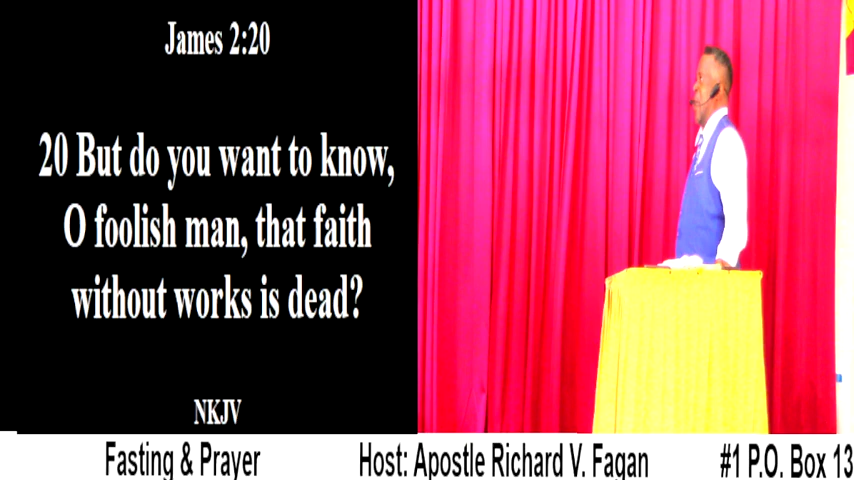 James 2:20
20 But do you want to know,
O foolish man, that faith
without works is dead?
NKJV
Fasting & Prayer Host: Apostle Richard V. Fagan #1 P.O. Box 13